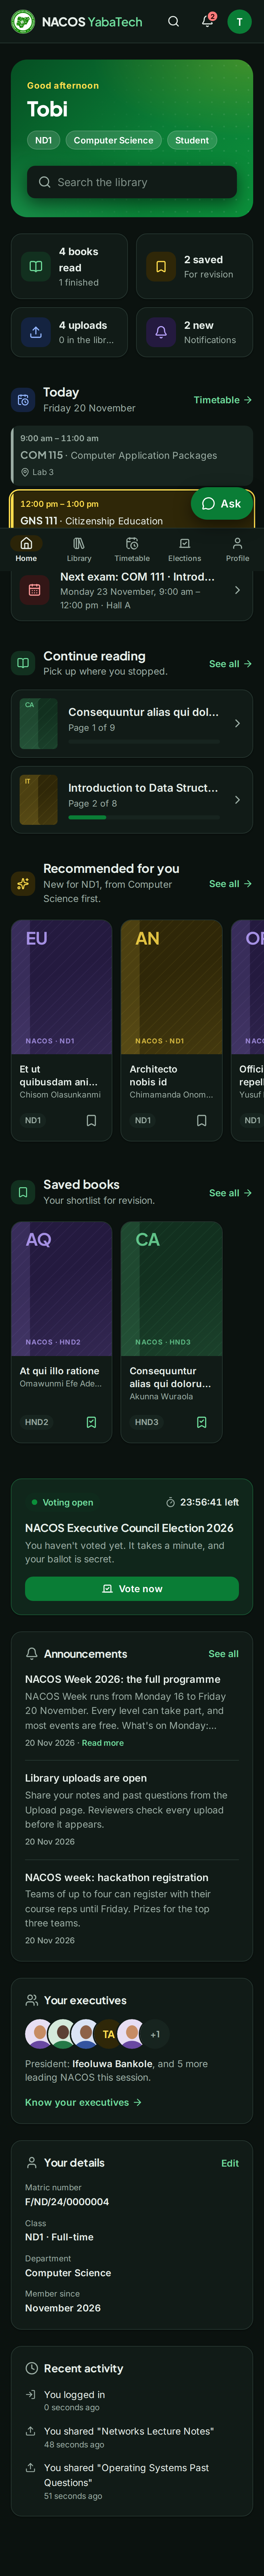 NACOS YabaTech
2
T
Good afternoon
Tobi
ND1
Computer Science
Student
Search the library
4 books read
1 finished
2 saved
For revision
4 uploads
0 in the libr...
2 new
Notifications
Today
Friday 20 November
Timetable →
9:00 am – 11:00 am
COM 115 · Computer Application Packages
Lab 3
12:00 pm – 1:00 pm
GNS 111 · Citizenship Education
Ask
Home
Library
Timetable
Elections
Profile
Next exam: COM 111 · Introd...
Monday 23 November, 9:00 am –
12:00 pm · Hall A
Continue reading
Pick up where you stopped.
See all →
CA
Consequuntur alias qui dol...
Page 1 of 9
IT
Introduction to Data Struct...
Page 2 of 8
Recommended for you
New for ND1, from Computer
Science first.
See all →
EU
NACOS · ND1
Et ut
quibusdam ani...
Chisom Olasunkanmi
ND1
AN
NACOS · ND1
Architecto
nobis id
Chimamanda Onom...
ND1
NACO
Offici
repell
Yusuf
ND1
Saved books
Your shortlist for revision.
See all →
AQ
NACOS · HND2
At qui illo ratione
Omawunmi Efe Ade...
HND2
CA
NACOS · HND3
Consequuntur
alias qui doloru...
Akunna Wuraola
HND3
Voting open
23:56:41 left
NACOS Executive Council Election 2026
You haven't voted yet. It takes a minute, and
your ballot is secret.
Vote now
Announcements
See all
NACOS Week 2026: the full programme
NACOS Week runs from Monday 16 to Friday
20 November. Every level can take part, and
most events are free. What's on Monday:...
20 Nov 2026 · Read more
Library uploads are open
Share your notes and past questions from the
Upload page. Reviewers check every upload
before it appears.
20 Nov 2026
NACOS week: hackathon registration
Teams of up to four can register with their
course reps until Friday. Prizes for the top
three teams.
20 Nov 2026
Your executives
TA
+1
President: Ifeoluwa Bankole, and 5 more
leading NACOS this session.
Know your executives →
Your details
Edit
Matric number
F/ND/24/0000004
Class
ND1 · Full-time
Department
Computer Science
Member since
November 2026
Recent activity
You logged in
0 seconds ago
You shared "Networks Lecture Notes"
48 seconds ago
You shared "Operating Systems Past
Questions"
51 seconds ago